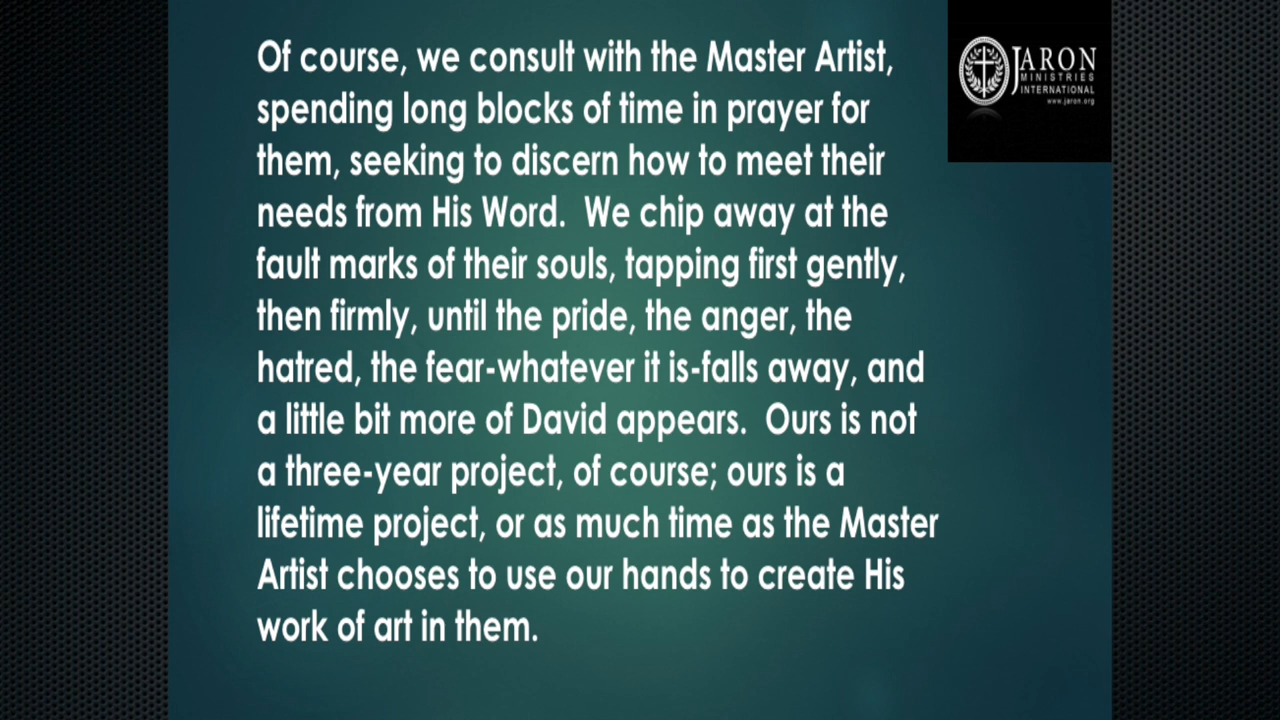 Of course, we consult with the Master Artist,
spending long blocks of time in prayer for
them, seeking to discern how to meet their
needs from His Word.  We chip away at the
fault marks of their souls, tapping first gently,
then firmly, until the pride, the anger, the
hatred, the fear-whatever it is-falls away, and
a little bit more of David appears.  Ours is not
a three-year project, of course; ours is a
lifetime project, or as much time as the Master
Artist chooses to use our hands to create His
work of art in them.
JARON
MINISTRIES
INTERNATIONAL
www.jaron.org